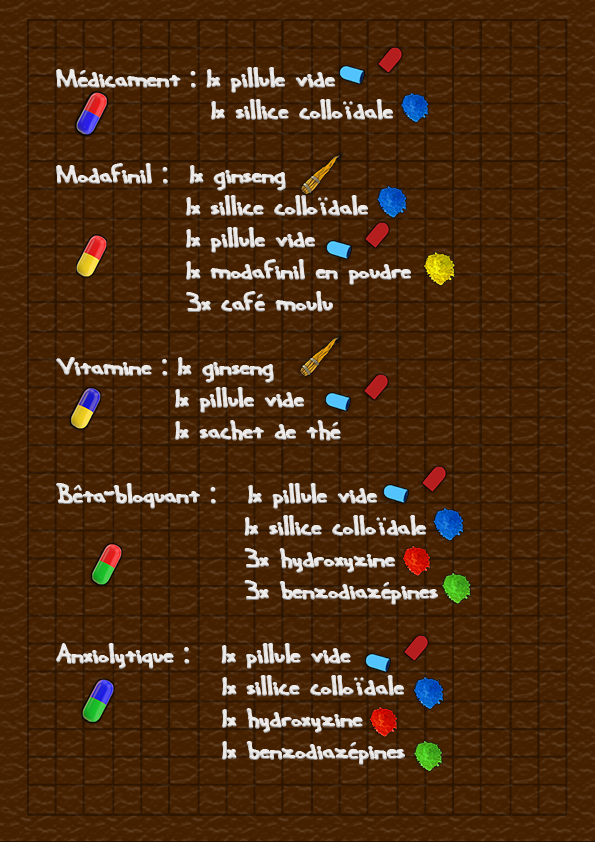 Médicament : 1x pillule vide
1x sillice colloïdale
Modafinil : 1x ginseng
1x sillice colloïdale
1x pillule vide
1x modafinil en poudre
3x café moulu
Vitamine : 1x ginseng
1x pillule vide
1x sachet de thé
Bêta-bloquant : 1x pillule vide
1x sillice colloïdale
3x hydroxyzine
3x benzodiazépines
Anxiolytique : 1x pillule vide
1x sillice colloïdale
1x hydroxyzine
1x benzodiazépines